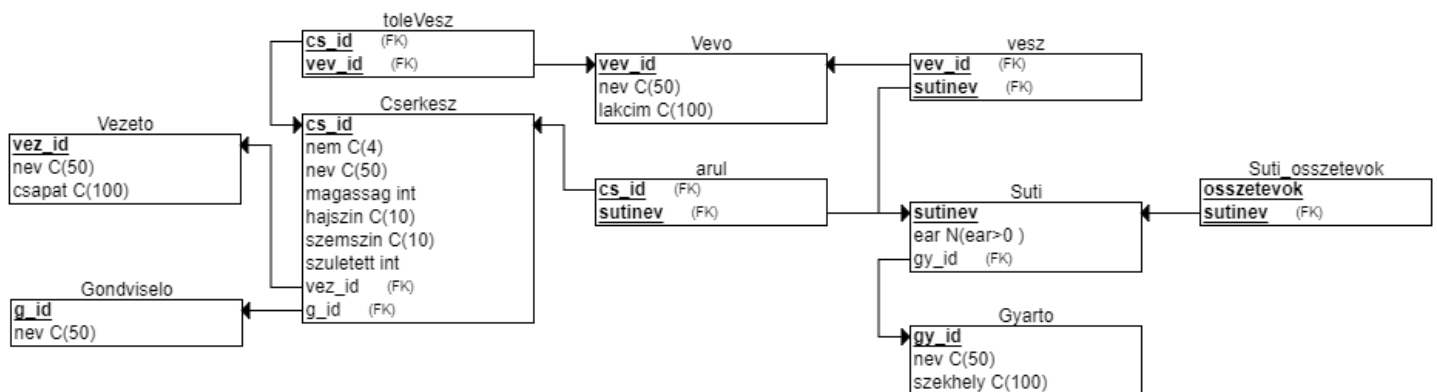 toleVesz
cs_id (FK)
vev_id (FK)
Vevo
vev_id
nev C(50)
lakcim C(100)
vesz
vev_id (FK)
sutinev (FK)
Vezeto
vez_id
nev C(50)
csapat C(100)
Cserkesz
cs_id
nem C(4)
nev C(50)
magassag int
hajszin C(10)
szemszin C(10)
szuletett int
vez_id (FK)
g_id (FK)
arul
cs_id (FK)
sutinev (FK)
Suti
sutinev
ear N(ear>0 )
gy_id (FK)
Suti_osszetevok
osszetevok
sutinev (FK)
Gondviselo
g_id
nev C(50)
Gyarto
gy_id
nev C(50)
szekhely C(100)